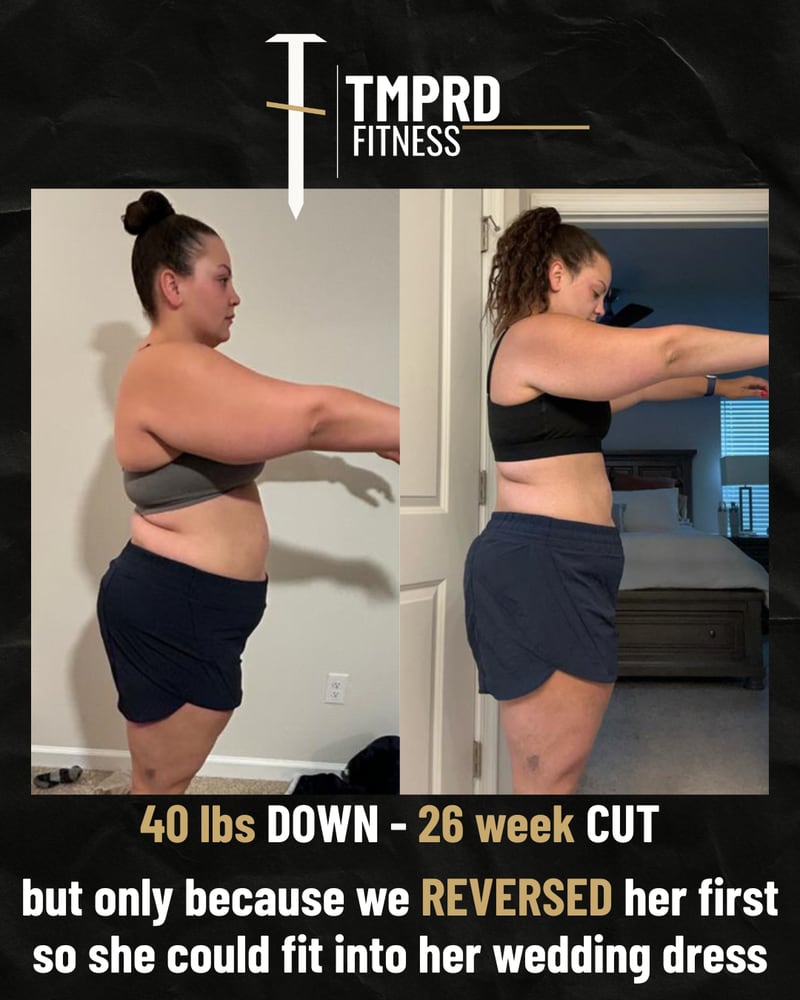 TMPRD
FITNESS
40 lbs DOWN - 26 week CUT
but only because we REVERSED her first
so she could fit into her wedding dress